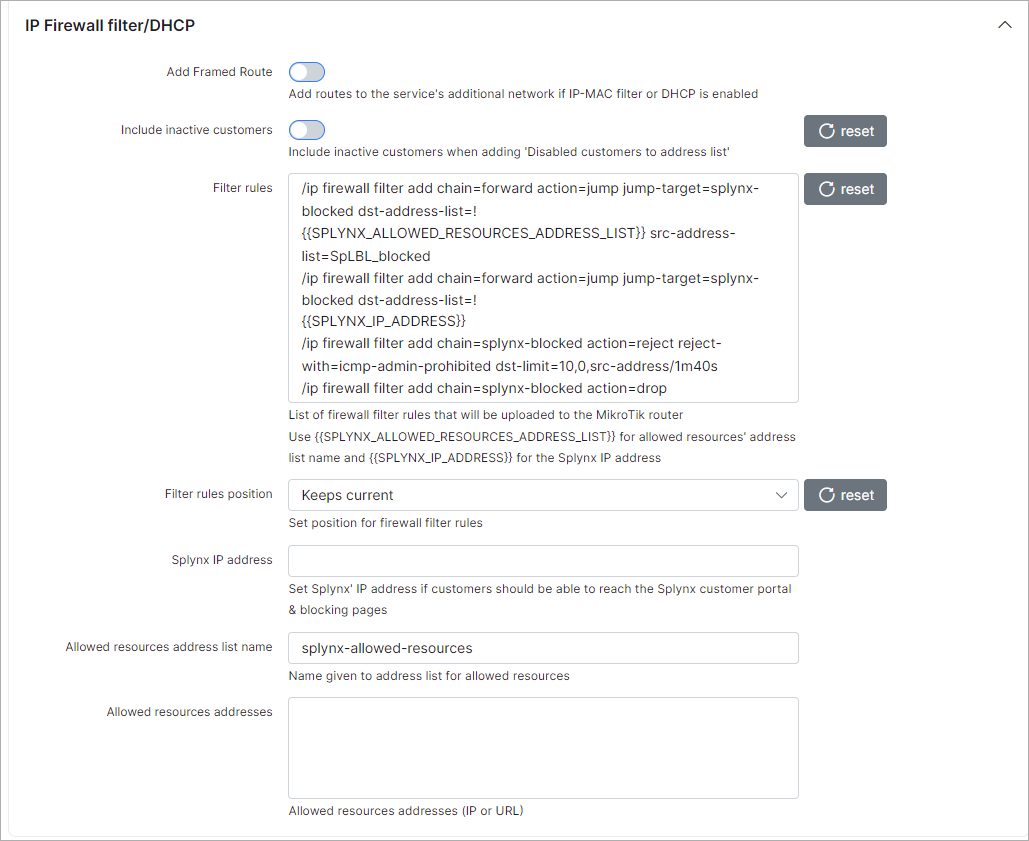 IP Firewall filter/DHCP
Add Framed Route
Add routes to the service's additional network if IP-MAC filter or DHCP is enabled
Include inactive customers
reset
Include inactive customers when adding 'Disabled customers to address list'
Filter rules
/ip firewall filter add chain=forward action=jump jump-target=splynx-
blocked dst-address-list=!
{{SPLYNX_ALLOWED_RESOURCES_ADDRESS_LIST}} src-address-
list=SpLBL_blocked
/ip firewall filter add chain=forward action=jump jump-target=splynx-
blocked dst-address-list=!
{{SPLYNX_IP_ADDRESS}}
/ip firewall filter add chain=splynx-blocked action=reject reject-
with=icmp-admin-prohibited dst-limit=10,0,src-address/1m40s
/ip firewall filter add chain=splynx-blocked action=drop
reset
List of firewall filter rules that will be uploaded to the MikroTik router
Use {{SPLYNX_ALLOWED_RESOURCES_ADDRESS_LIST}} for allowed resources' address
list name and {{SPLYNX_IP_ADDRESS}} for the Splynx IP address
Filter rules position
Keeps current
reset
Set position for firewall filter rules
Splynx IP address
Set Splynx' IP address if customers should be able to reach the Splynx customer portal
& blocking pages
Allowed resources address list name
splynx-allowed-resources
Name given to address list for allowed resources
Allowed resources addresses
Allowed resources addresses (IP or URL)